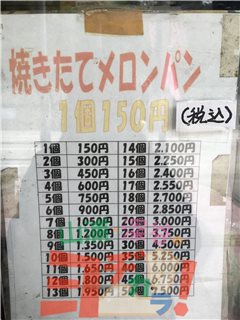 焼きたてメロンパン
1個150円
(税込)
1個 150円 14個 2.100円
2個 300円 15個 2.250円
3個 450円 16個 2.400円
4個 600円 17個 2.550円
5個 750円 18個 2.700円
6個 900円 19個 2.850円
7個 1050円 20個 3.000円
8個 1.200円 25個 3.750円
9個 1.350円 30個 4.500円
10個 1.500円 35個 5.250円
11個 1.650円 40個 6.000円
12個 1.800円 45個 6.750円
13個 1.950円 50個 7.500円